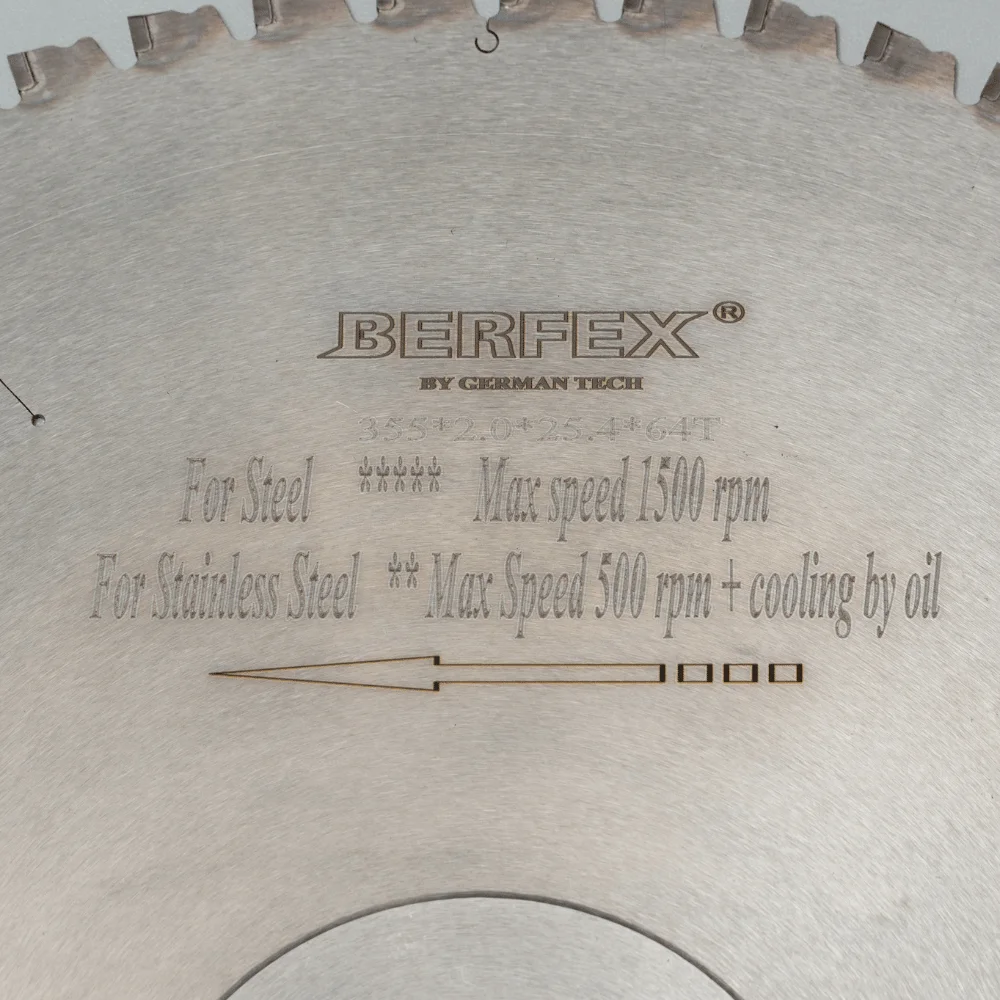 BERFEX®
BY GERMAN TECH
355*2.0*25.4*64T
For Steel ***** Max speed 1500 rpm
For Stainless Steel ** Max Speed 500 rpm + cooling by oil